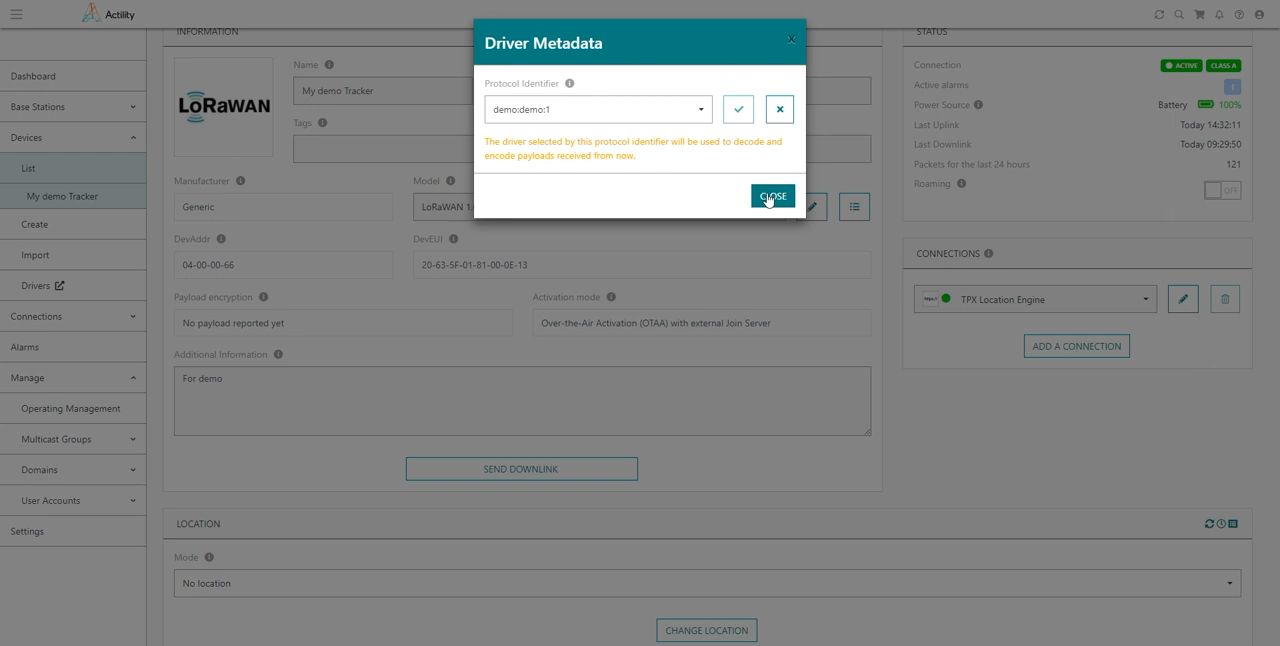 Actility
Dashboard
Base Stations
Devices
List
My demo Tracker
Create
Import
Drivers
Connections
Alarms
Manage
Operating Management
Multicast Groups
Domains
User Accounts
Settings
INFORMATION
LoRaWAN
Name
My demo Tracker
Tags
Manufacturer
Generic
Model
LoRaWAN 1.
DevAddr
04-00-00-66
DevEUI
20-63-5F-01-81-00-0E-13
Payload encryption
No payload reported yet
Activation mode
Over-the-Air Activation (OTAA) with external Join Server
Additional Information
For demo
SEND DOWNLINK
LOCATION
Mode
No location
CHANGE LOCATION
Driver Metadata
X
Protocol Identifier
demo:demo:1
The driver selected by this protocol identifier will be used to decode and
encode payloads received from now.
CLOSE
STATUS
Connection
ACTIVE CLASS A
Active alarms
Power Source
Battery 100%
Last Uplink
Today 14:32:11
Last Downlink
Today 09:29:50
Packets for the last 24 hours
121
Roaming
OFF
CONNECTIONS
TPX Location Engine
ADD A CONNECTION